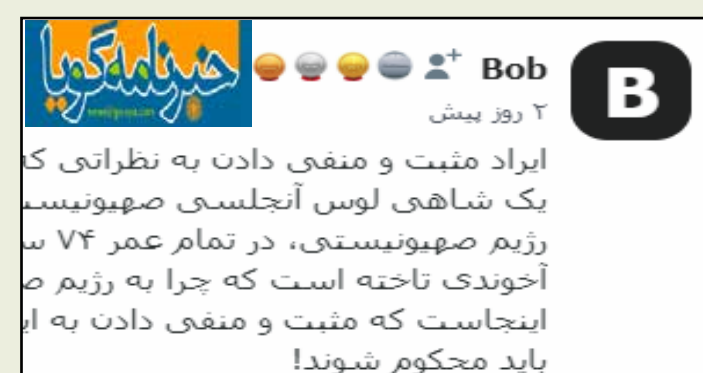 خبرنامه گویا
Bob
B
۲ روز پیش
ایراد مثبت و منفی دادن به نظراتی که
یک شاهی لوس آنجلسی صهیونیس
رژیم صهیونیستی، در تمام عمر ۷۴
آخوندی تاخته است که چرا به رژیم
اینجاست که مثبت و منفی دادن به
باید محکوم شوند!